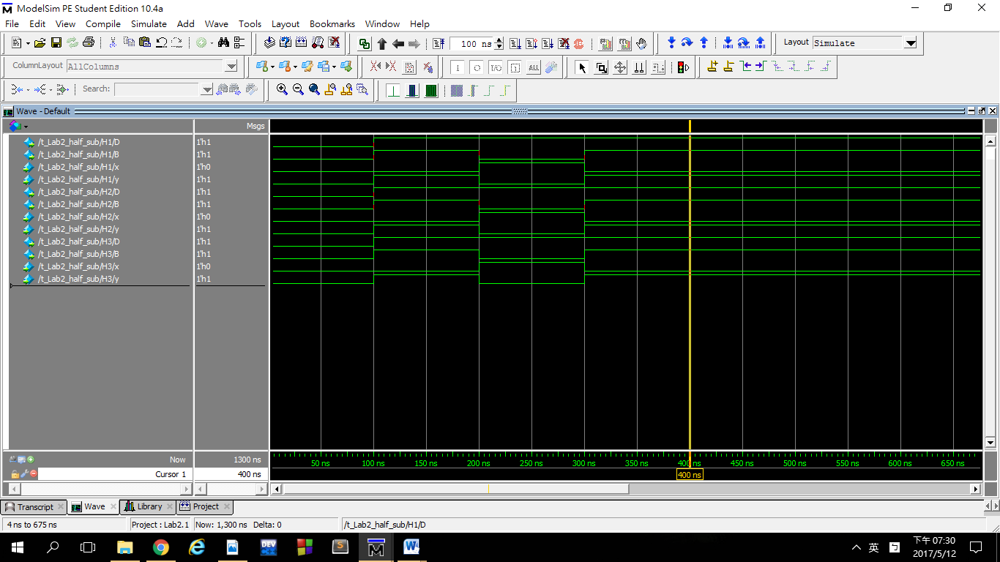 ModelSim PE Student Edition 10.4a
File Edit View Compile Simulate Add Wave Tools Layout Bookmarks Window Help
100 ns
Layout Simulate
ColumnLayout AllColumns
ALL
Search:
Wave - Default
Msgs
/t_Lab2_half_sub/H1/D 1'h1
/t_Lab2_half_sub/H1/B 1'h1
/t_Lab2_half_sub/H1/x 1'h0
/t_Lab2_half_sub/H1/y 1'h1
/t_Lab2_half_sub/H2/D 1'h1
/t_Lab2_half_sub/H2/B 1'h1
/t_Lab2_half_sub/H2/x 1'h0
/t_Lab2_half_sub/H2/y 1'h1
/t_Lab2_half_sub/H3/D 1'h1
/t_Lab2_half_sub/H3/B 1'h1
/t_Lab2_half_sub/H3/x 1'h0
/t_Lab2_half_sub/H3/y 1'h1
Now 1300 ns
50 ns 100 ns 150 ns 200 ns 250 ns 300 ns 350 ns 400 ns 450 ns 500 ns 550 ns 600 ns 650 ns
Cursor 1 400 ns
400 ns
Transcript Wave Library Project
4 ns to 675 ns Project : Lab2.1 Now: 1,300 ns Delta: 0 /t_Lab2_half_sub/H1/D
DEV
英
下午 07:30
2017/5/12